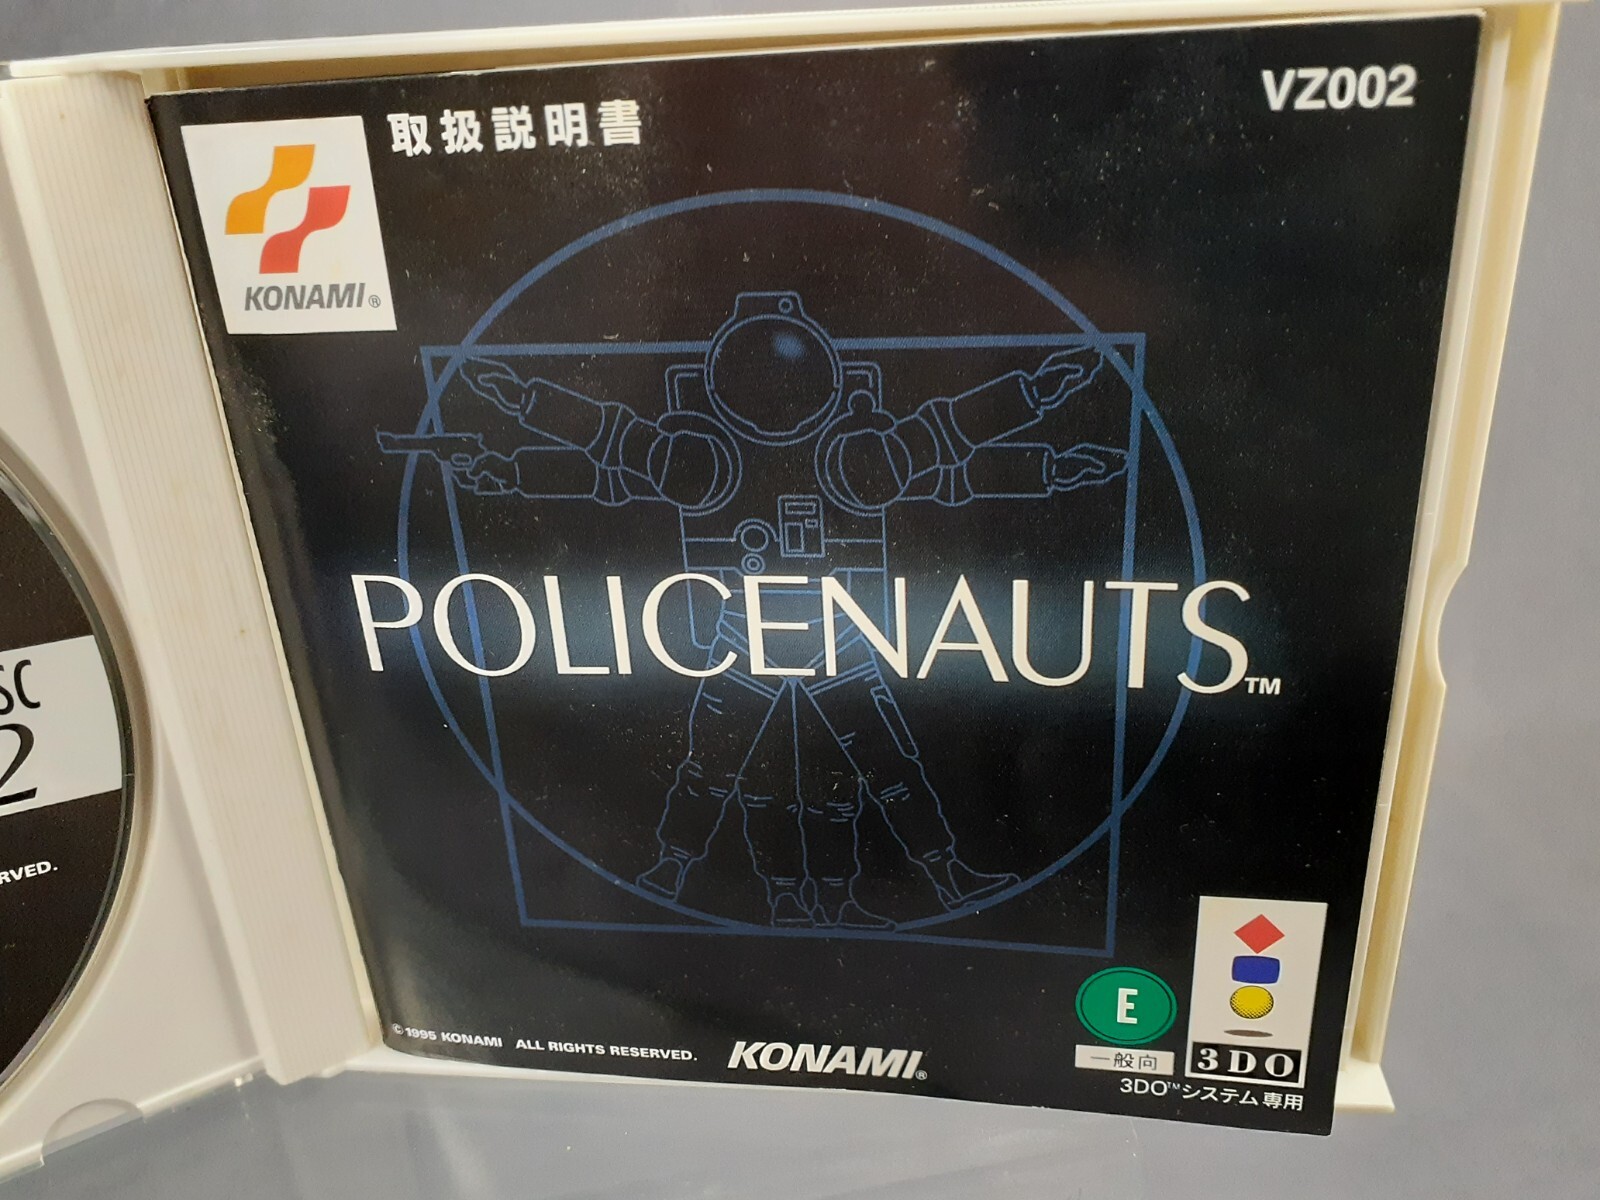 VZ002
取扱説明書
KONAMI®
POLICENAUTS™
SC
2
RVED.
E
一般向
3DO
3DO™システム専用
©1995 KONAMI ALL RIGHTS RESERVED.
KONAMI®